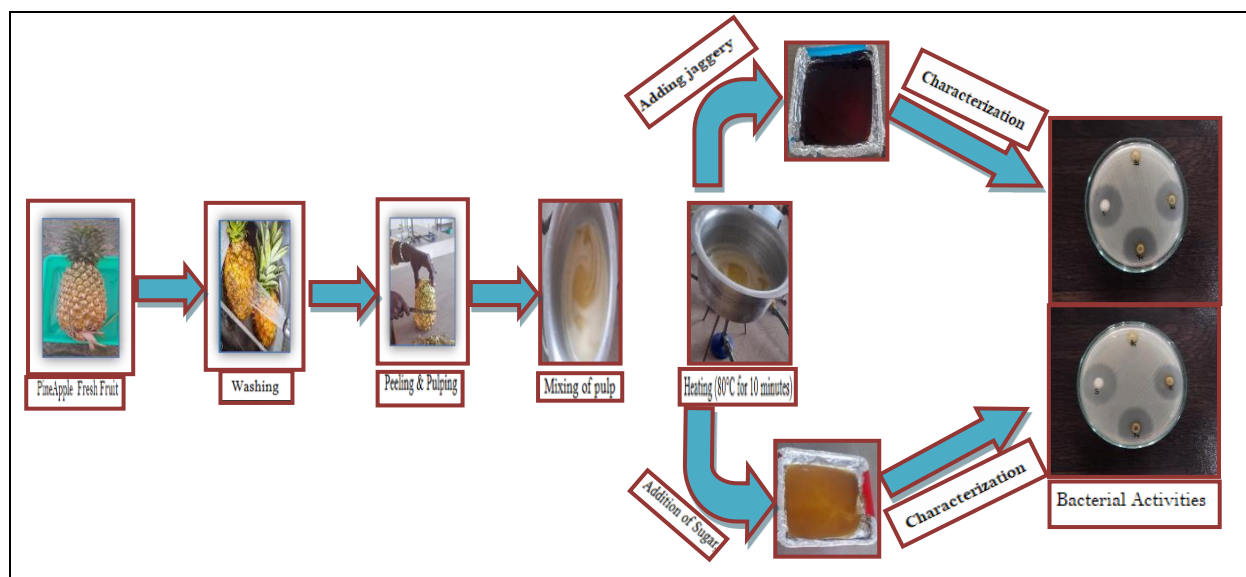 PineApple Fresh Fruit
Washing
Peeling & Pulping
Mixing of pulp
Heating (80°C for 10 minutes)
Adding jaggery
Characterization
Addition of Sugar
Characterization
Bacterial Activities